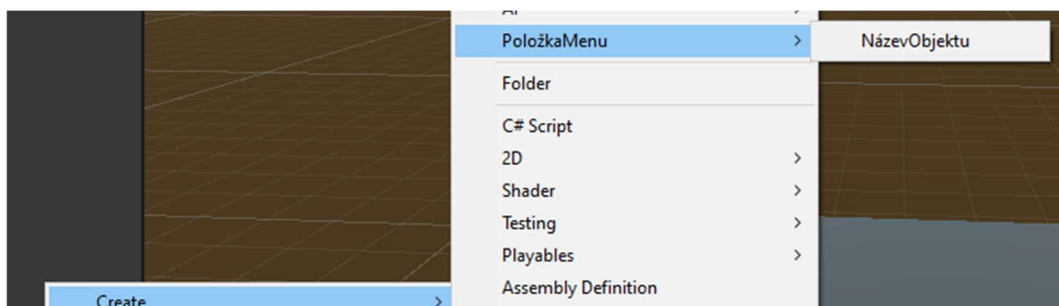 PoložkaMenu
NázevObjektu
Folder
C# Script
2D
Shader
Testing
Playables
Assembly Definition
Create